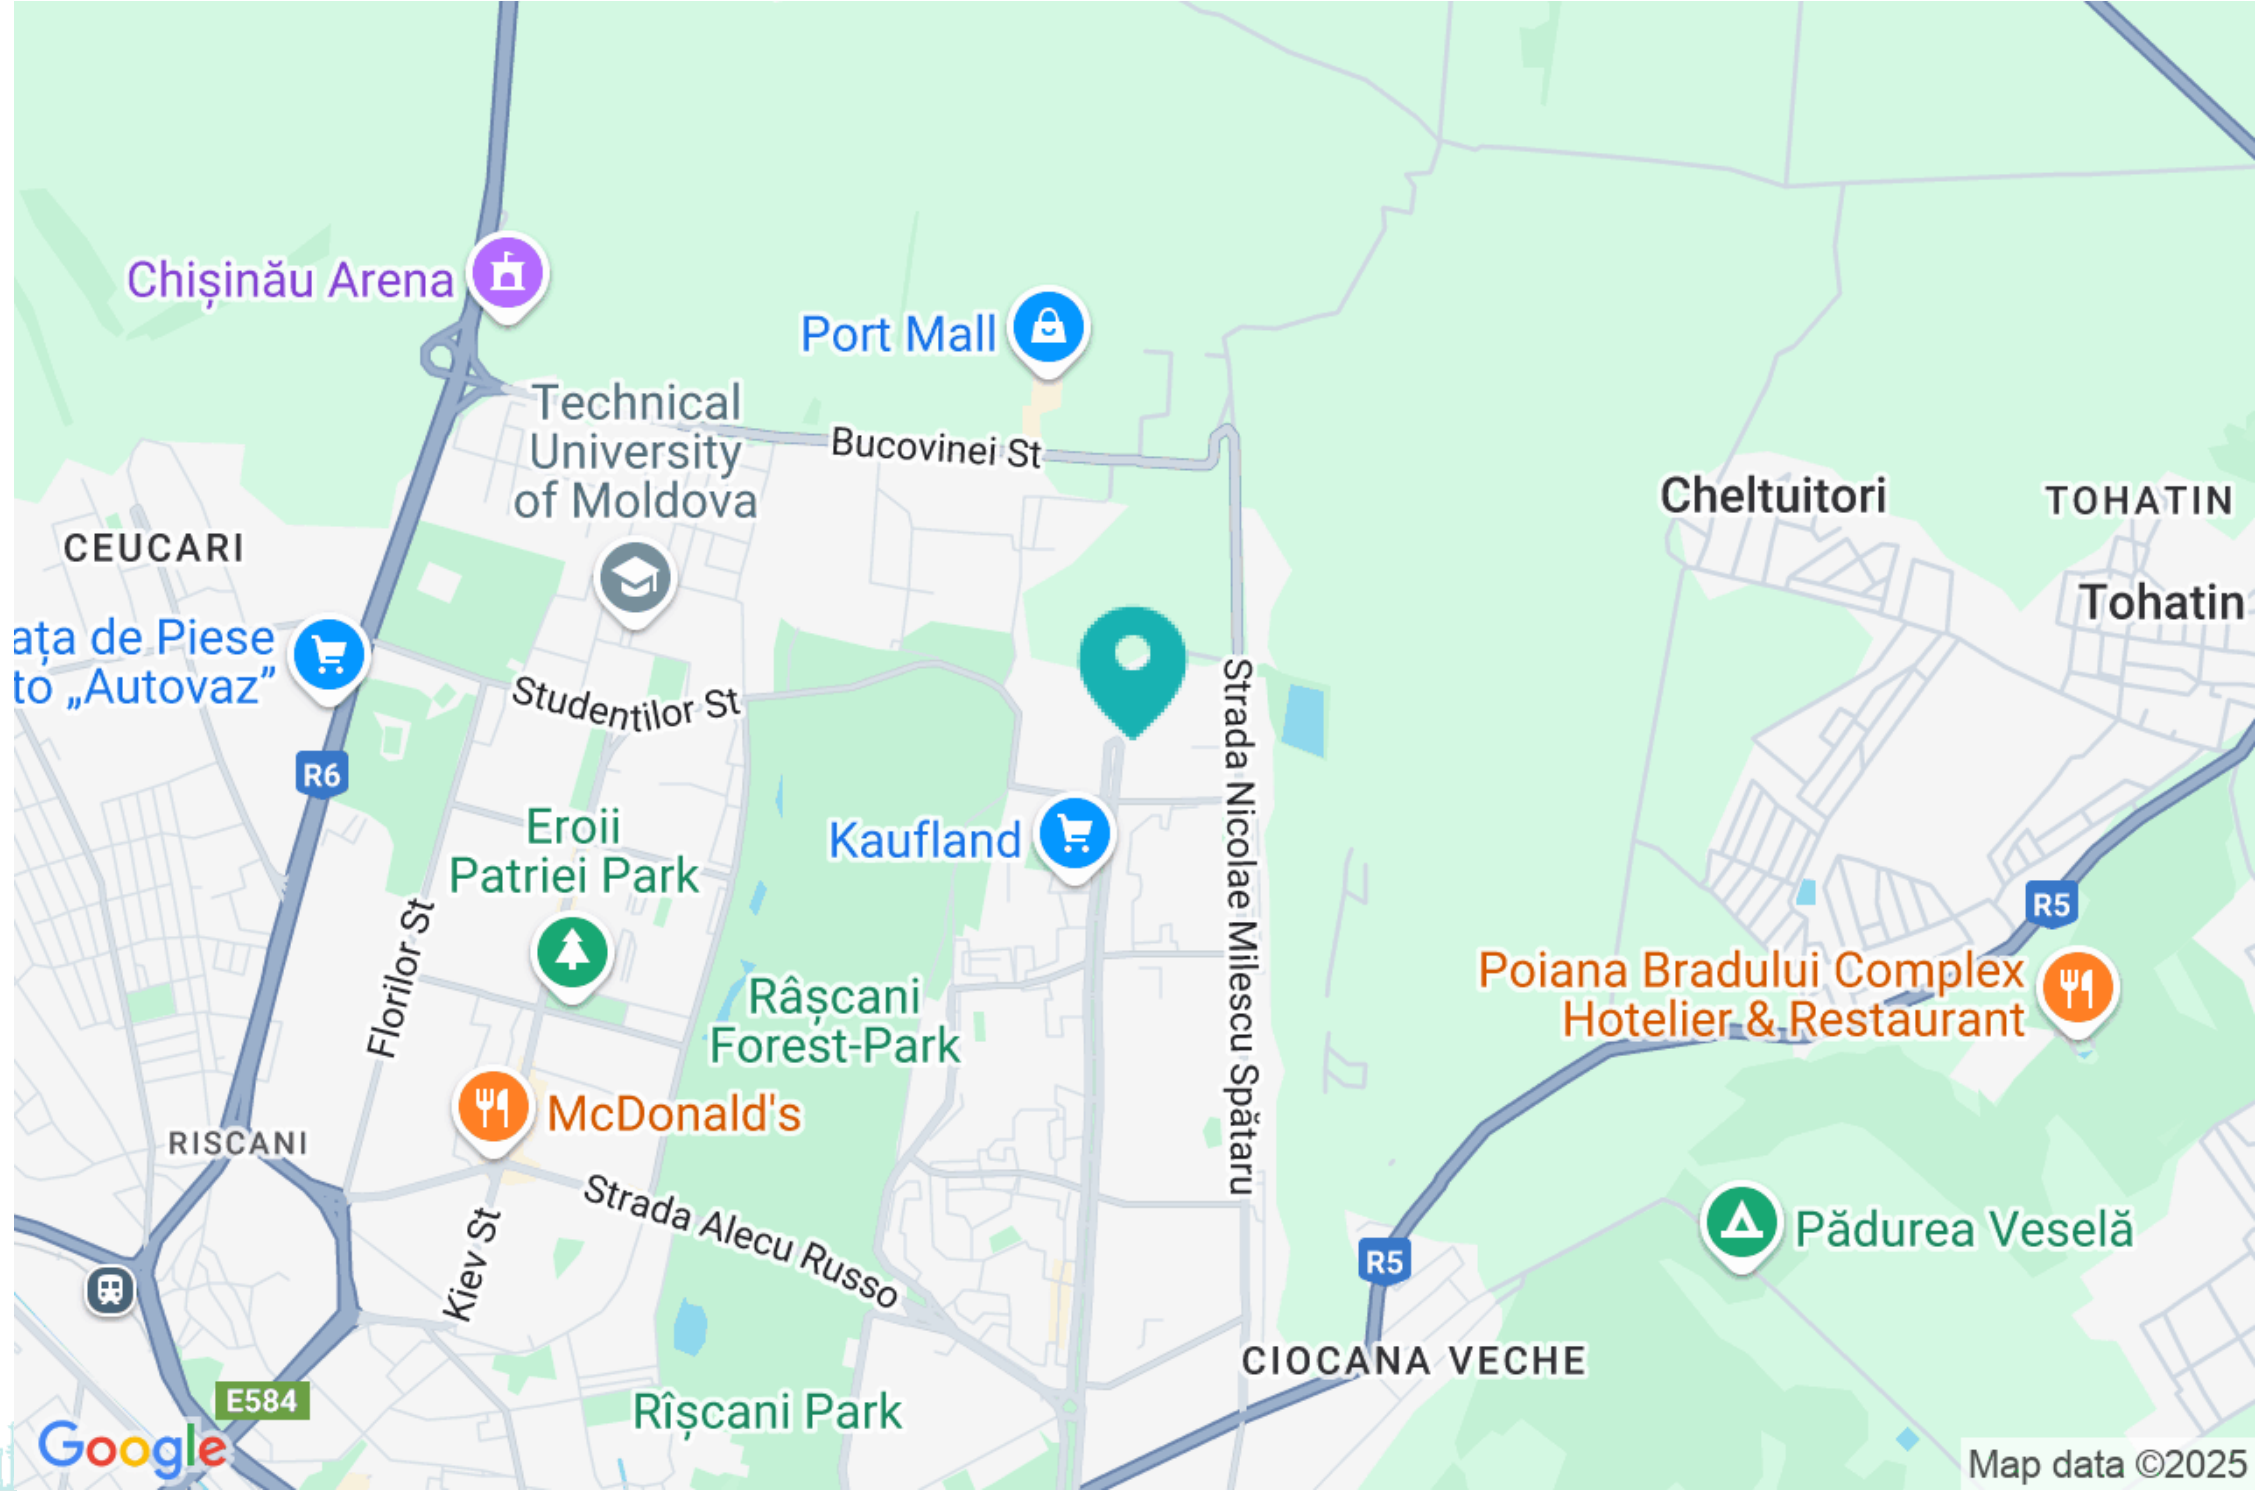 Chișinău Arena
Port Mall
Technical
University
of Moldova
Bucovinei St
Cheltuitori
TOHATIN
CEUCARI
Tohatin
ața de Piese
to „Autovaz”
Studentilor St
Strada Nicolae Milescu Spătaru
R6
Eroii
Patriei Park
Kaufland
R5
Florilor St
Râșcani
Forest-Park
Poiana Bradului Complex
Hotelier & Restaurant
McDonald's
RISCANI
Strada Alecu Russo
Kiev St
Pădurea Veselă
R5
CIOCANA VECHE
E584
Rîșcani Park
Google
Map data ©2025